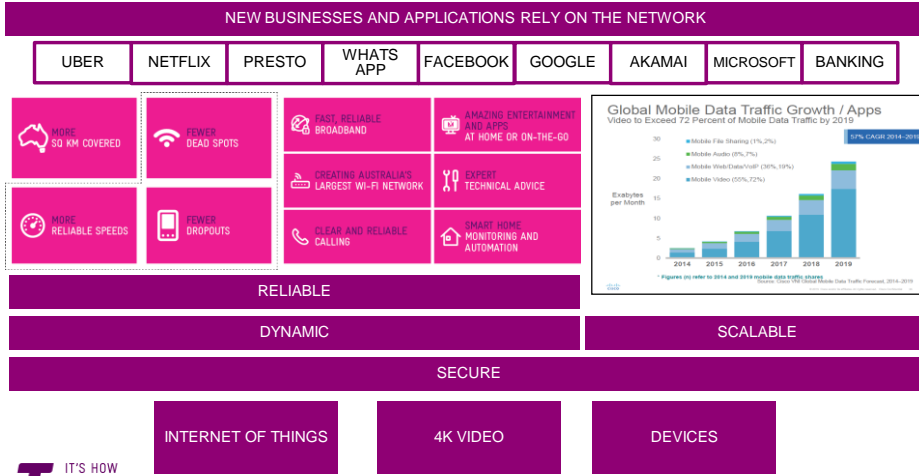 NEW BUSINESSES AND APPLICATIONS RELY ON THE NETWORK
UBER
NETFLIX
PRESTO
WHATS
APP
FACEBOOK
GOOGLE
AKAMAI
MICROSOFT
BANKING
MORE
SQ KM COVERED
FEWER
DEAD SPOTS
MORE
RELIABLE SPEEDS
FEWER
DROPOUTS
FAST, RELIABLE
BROADBAND
AMAZING ENTERTAINMENT
AND APPS
AT HOME OR ON-THE-GO
CREATING AUSTRALIA'S
LARGEST WI-FI NETWORK
EXPERT
TECHNICAL ADVICE
CLEAR AND RELIABLE
CALLING
SMART HOME
MONITORING AND
AUTOMATION
Global Mobile Data Traffic Growth / Apps
Video to Exceed 72 Percent of Mobile Data Traffic by 2019
57% CAGR 2014–2019
Mobile File Sharing (1%,2%)
Mobile Audio (8%,7%)
Mobile Web/Data/VoIP (36%,19%)
Mobile Video (55%,72%)
Exabytes
per Month
30
25
20
15
10
5
0
2014
2015
2016
2017
2018
2019
* Figures (n) refer to 2014 and 2019 mobile data traffic shares
Source: Cisco VNI Global Mobile Data Traffic Forecast, 2014–2019
RELIABLE
DYNAMIC
SCALABLE
SECURE
INTERNET OF THINGS
4K VIDEO
DEVICES
IT'S HOW